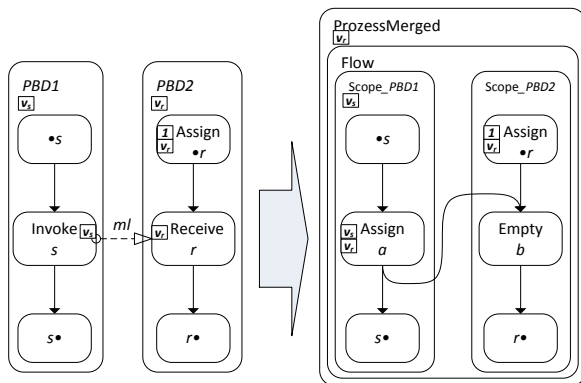 PBD1
vs
•s
Invoke
vs
s
s•
ml
PBD2
vr
1
vr
Assign
•r
vr
Receive
r
r•
ProzessMerged
vr
Flow
Scope_PBD1
vs
•s
vs
vr
Assign
a
s•
Scope_PBD2
1
vr
Assign
•r
Empty
b
r•